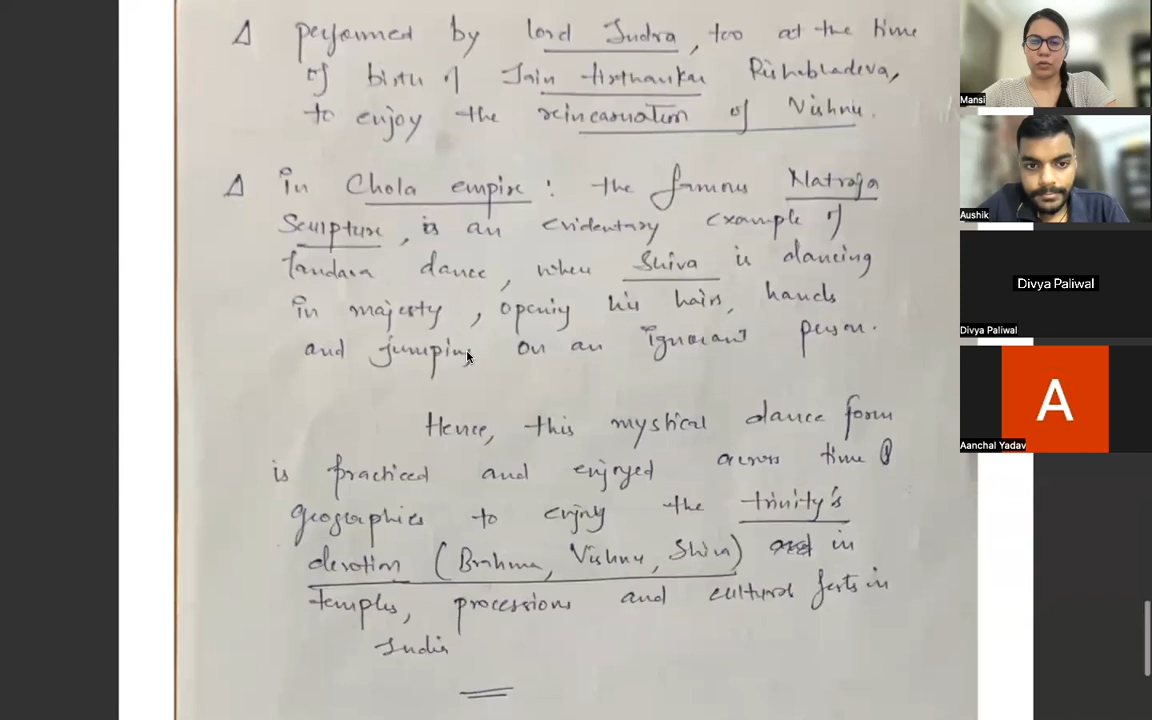 Δ performed by lord Indra, too at the time
of birth of Jain tirthankar Rishabhadeva,
to enjoy the reincarnation of Vishnu.
Δ in Chola empire: the famous Natraja
Sculpture, is an evidentary example of
Tandava dance, when Shiva is dancing
in majesty, opening his hairs, hands
and jumping on an ignorant person.
Hence, this mystical dance form
is practiced and enjoyed across time &
geographies to enjoy the trinity's
devotion (Brahma, Vishnu, Shiva) in
temples, processions and cultural fests in
India
Mansi
Aushik
Divya Paliwal
Divya Paliwal
A
Aanchal Yadav